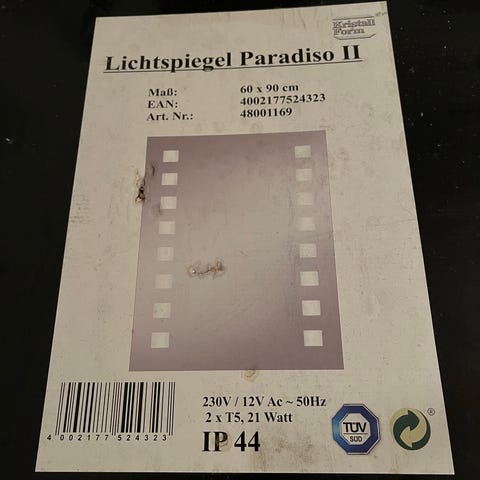 Kristall
Form
Lichtspiegel Paradiso II
Maß: 60 x 90 cm
EAN: 4002177524323
Art. Nr.: 48001169
230V / 12V Ac ~ 50Hz
2 x T5, 21 Watt
IP 44
4 002177 524323
TÜV
SÜD
®